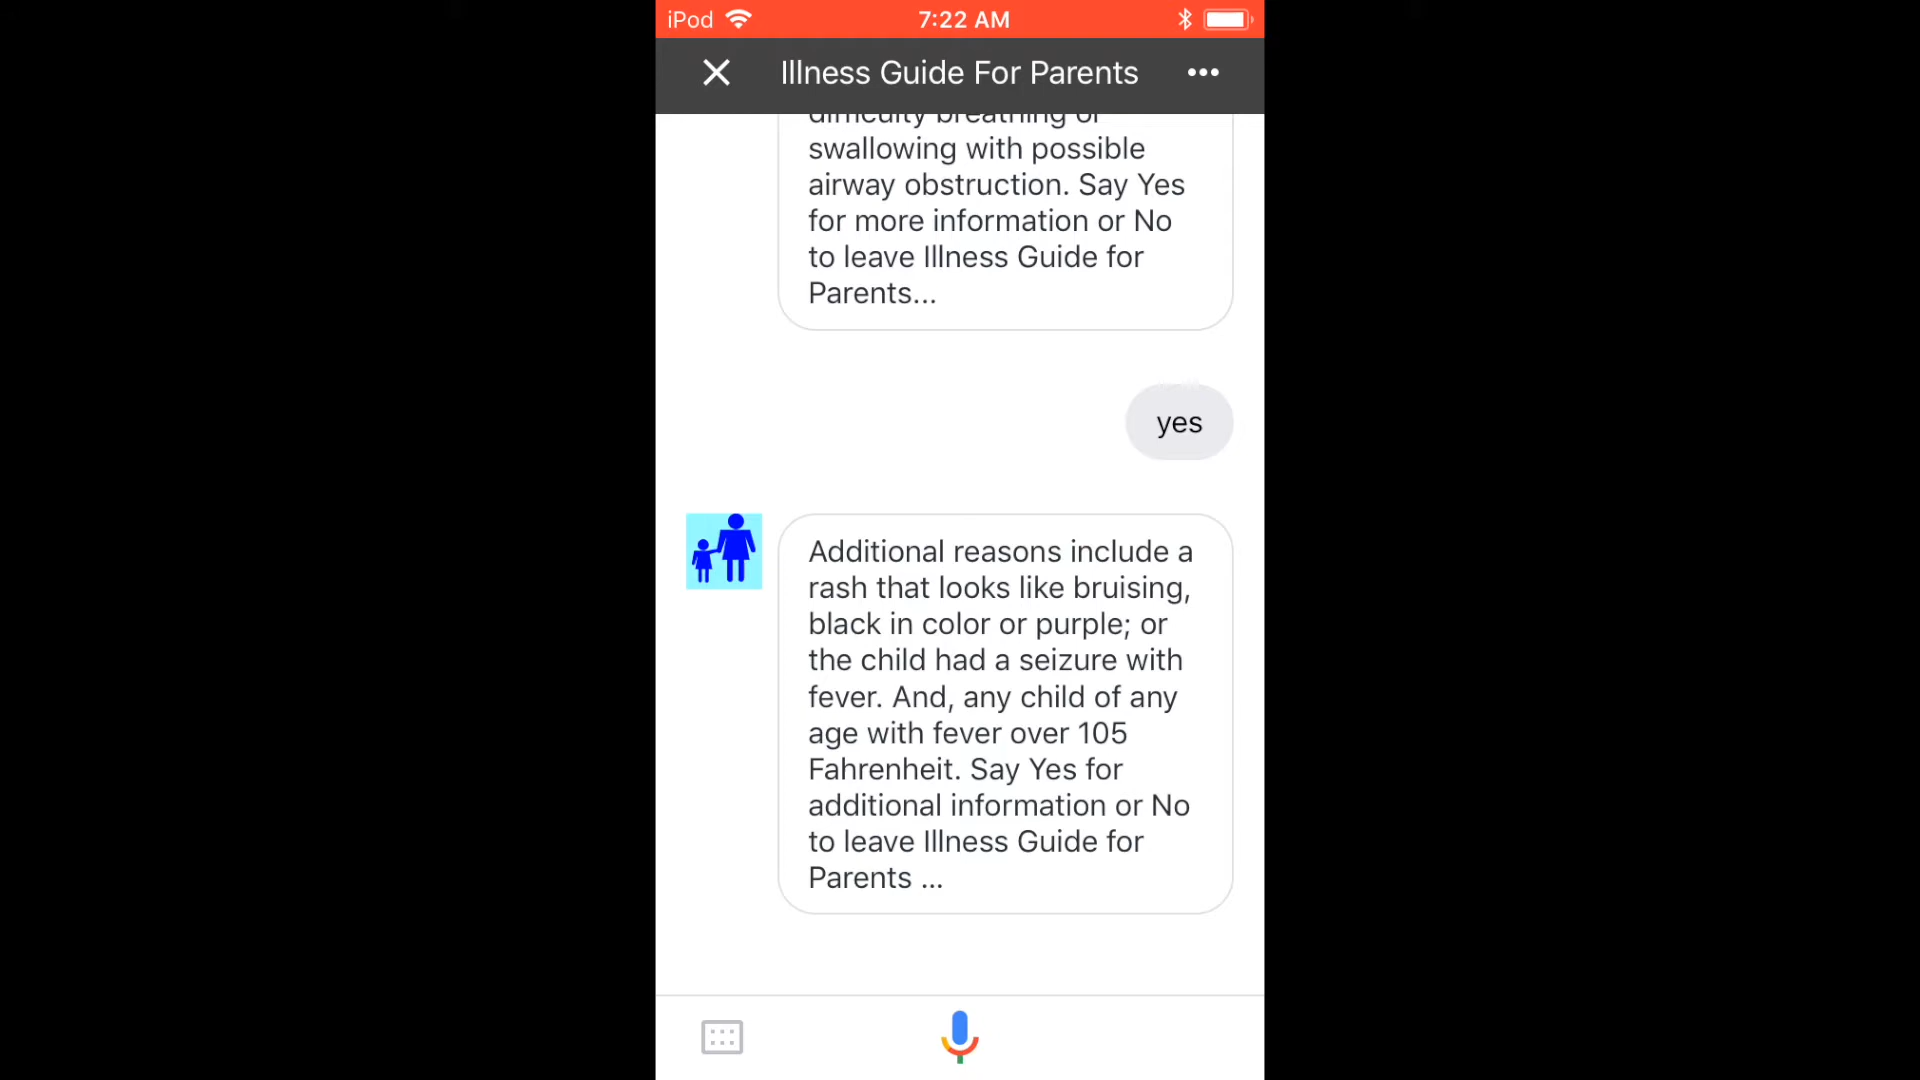 iPod 7:22 AM
Illness Guide For Parents
difficulty breathing or
swallowing with possible
airway obstruction. Say Yes
for more information or No
to leave Illness Guide for
Parents...
yes
Additional reasons include a
rash that looks like bruising,
black in color or purple; or
the child had a seizure with
fever. And, any child of any
age with fever over 105
Fahrenheit. Say Yes for
additional information or No
to leave Illness Guide for
Parents ...